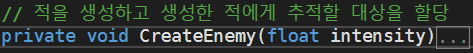 // 적을 생성하고 생성한 적에게 추적할 대상을 할당
private void CreateEnemy(float intensity)...